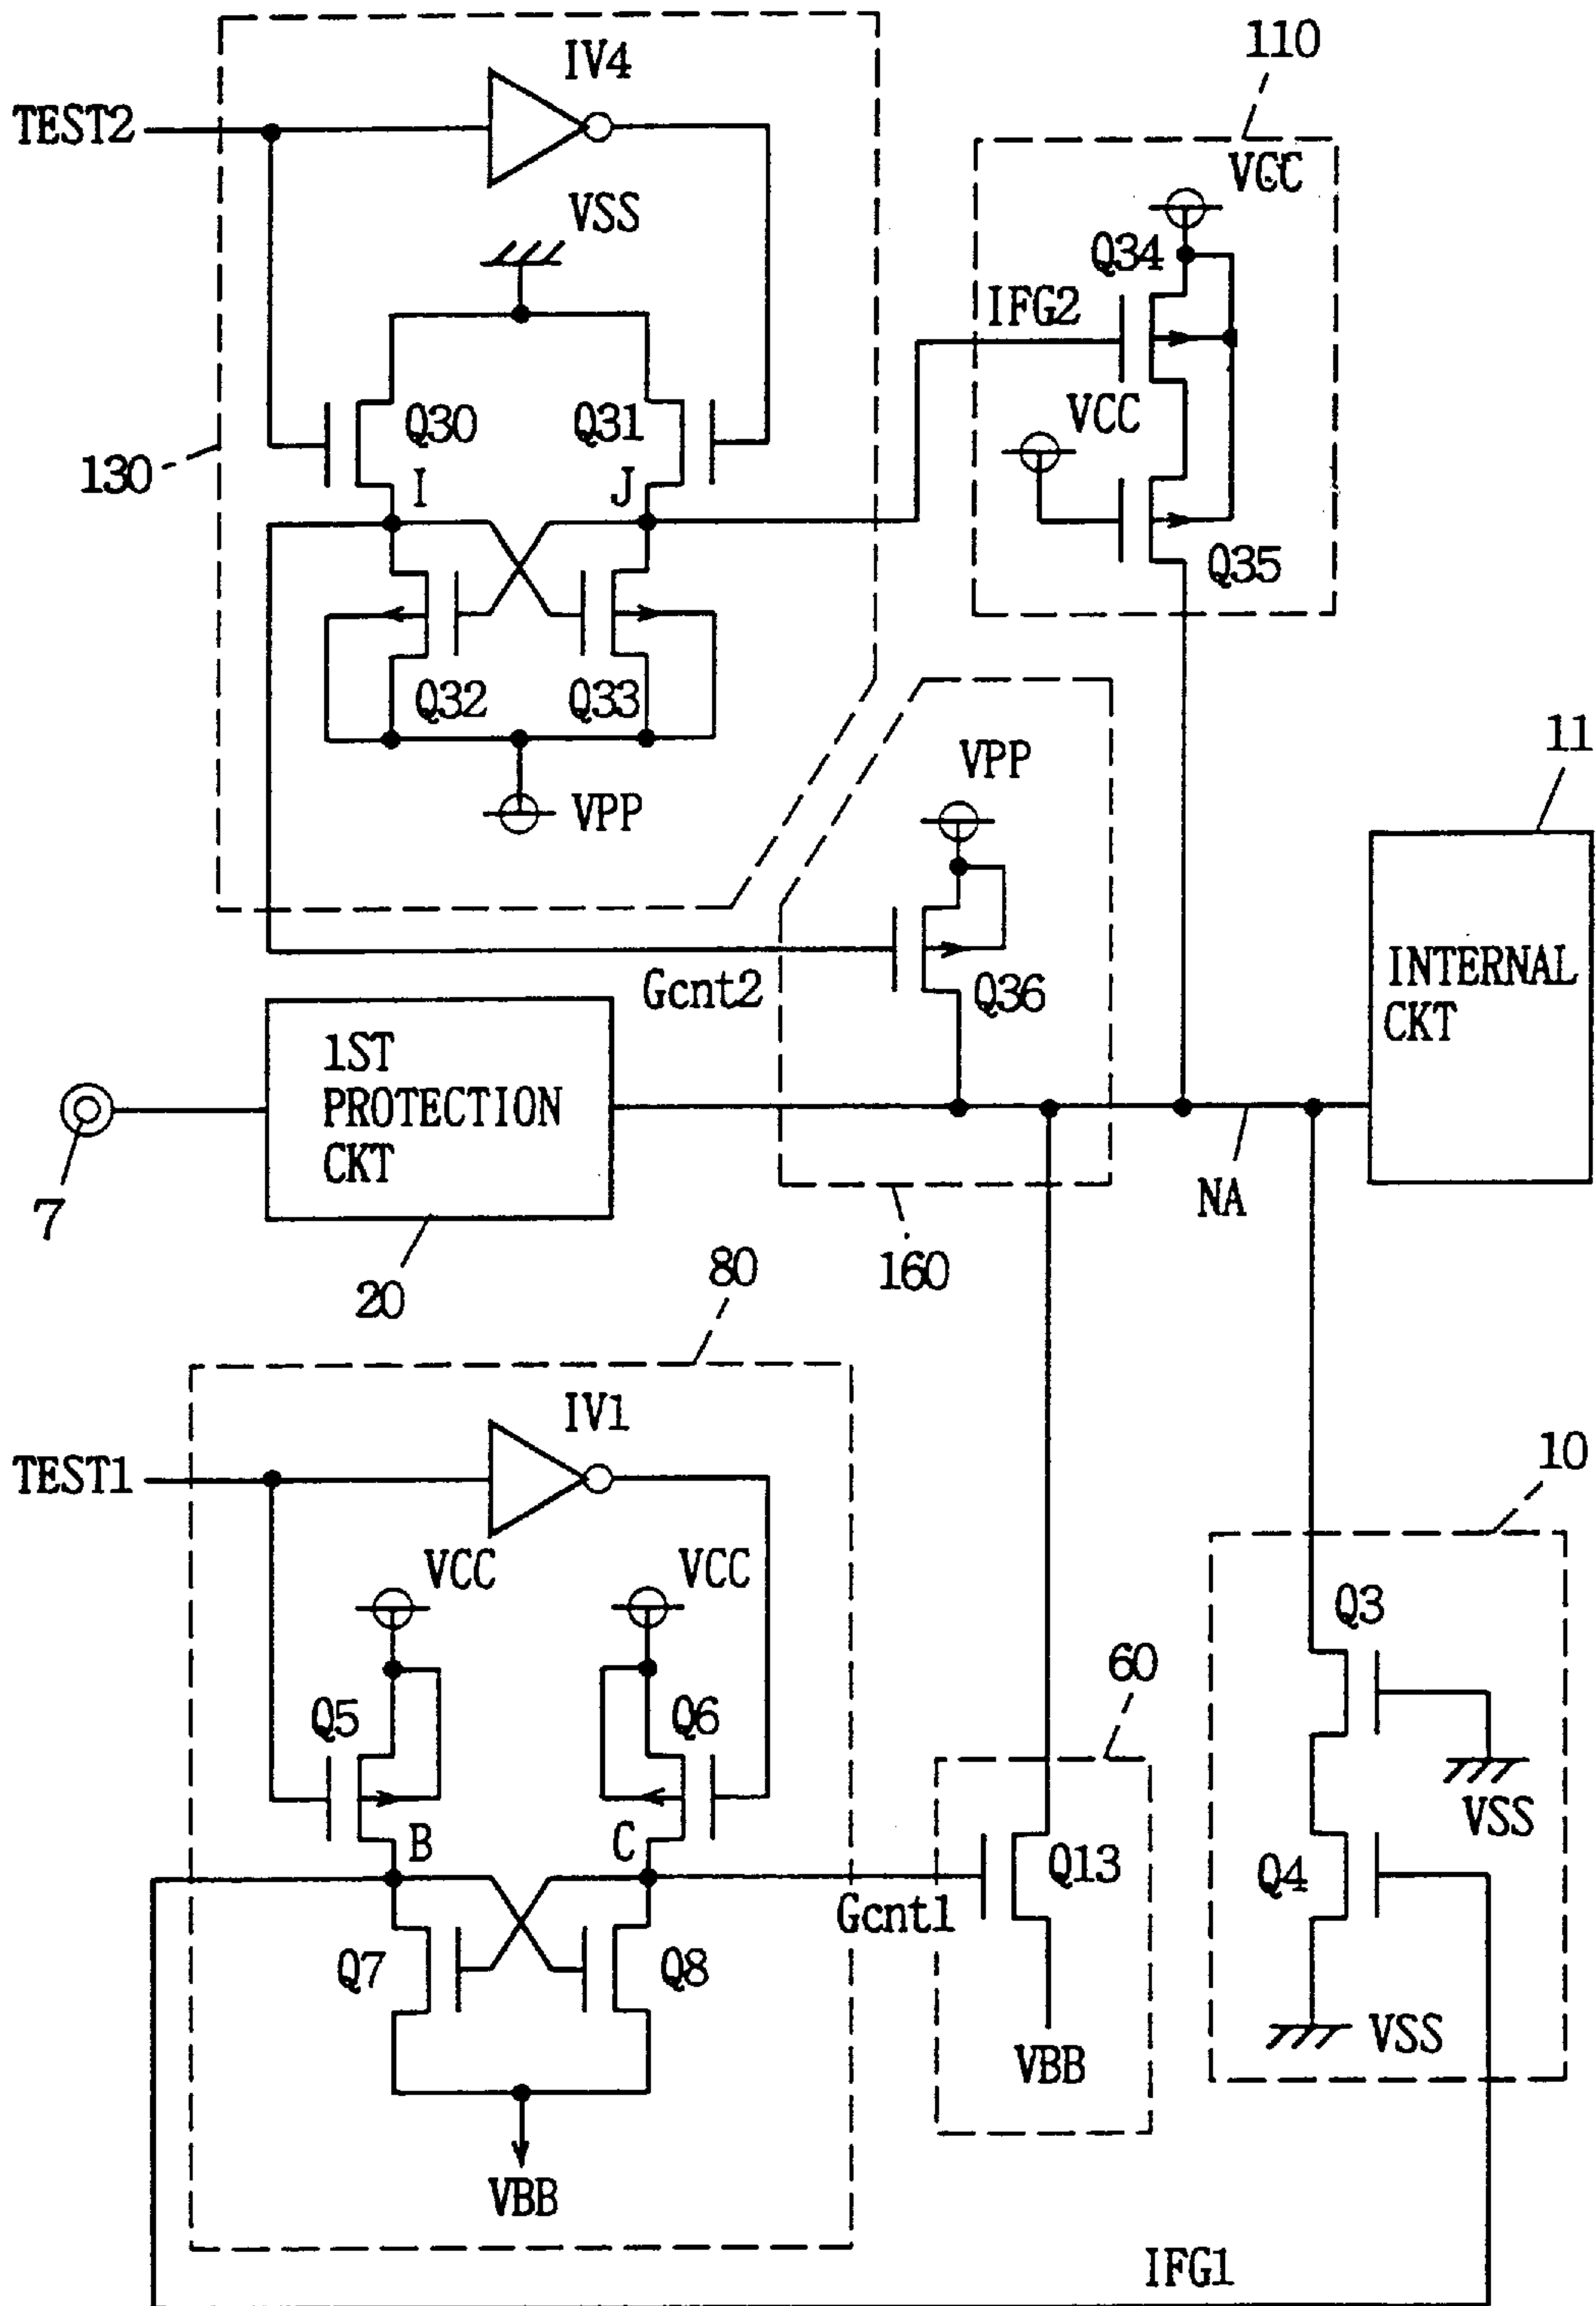 110
IV4
TEST2
VCC
VSS
Q34
IFG2
Q30
Q31
VCC
130
I
J
Q35
Q32
Q33
11
VPP
VPP
INTERNAL
CKT
Gcnt2
Q36
1ST
PROTECTION
CKT
7
NA
80
160
20
IV1
10
TEST1
VCC
VCC
Q3
60
Q5
Q6
VSS
B
C
Q13
Q4
Gcnt1
Q7
Q8
VSS
VBB
VBB
IFG1